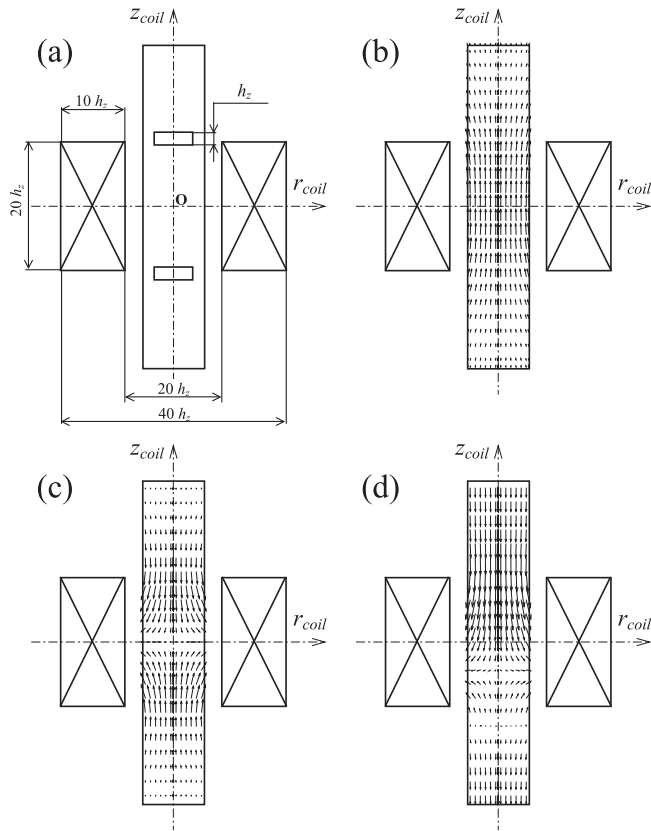 z_coil
(a)
10 h_z
h_z
20 h_z
r_coil
O
20 h_z
40 h_z
z_coil
(b)
r_coil
z_coil
(c)
r_coil
z_coil
(d)
r_coil